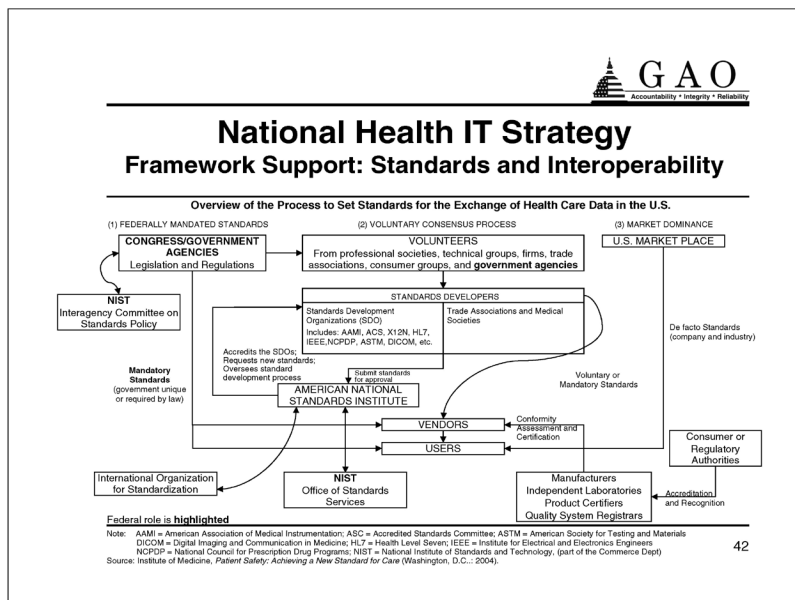 GAO
Accountability * Integrity * Reliability
National Health IT Strategy
Framework Support: Standards and Interoperability
Overview of the Process to Set Standards for the Exchange of Health Care Data in the U.S.
(1) FEDERALLY MANDATED STANDARDS
(2) VOLUNTARY CONSENSUS PROCESS
(3) MARKET DOMINANCE
CONGRESS/GOVERNMENT
AGENCIES
Legislation and Regulations
VOLUNTEERS
From professional societies, technical groups, firms, trade
associations, consumer groups, and government agencies
U.S. MARKET PLACE
NIST
Interagency Committee on
Standards Policy
STANDARDS DEVELOPERS
Standards Development
Organizations (SDO)
Includes: AAMI, ACS, X12N, HL7,
IEEE,NCPDP, ASTM, DICOM, etc.
Trade Associations and Medical
Societies
De facto Standards
(company and industry)
Accredits the SDOs;
Requests new standards;
Oversees standard
development process
Mandatory
Standards
(government unique
or required by law)
Submit standards
for approval
Voluntary or
Mandatory Standards
AMERICAN NATIONAL
STANDARDS INSTITUTE
VENDORS
USERS
Conformity
Assessment and
Certification
Consumer or
Regulatory
Authorities
International Organization
for Standardization
NIST
Office of Standards
Services
Manufacturers
Independent Laboratories
Product Certifiers
Quality System Registrars
Accreditation
and Recognition
Federal role is highlighted
Note: AAMI = American Association of Medical Instrumentation; ASC = Accredited Standards Committee; ASTM = American Society for Testing and Materials
DICOM = Digital Imaging and Communication in Medicine; HL7 = Health Level Seven; IEEE = Institute for Electrical and Electronics Engineers
NCPDP = National Council for Prescription Drug Programs; NIST = National Institute of Standards and Technology, (part of the Commerce Dept)
Source: Institute of Medicine, Patient Safety: Achieving a New Standard for Care (Washington, D.C..: 2004).
42